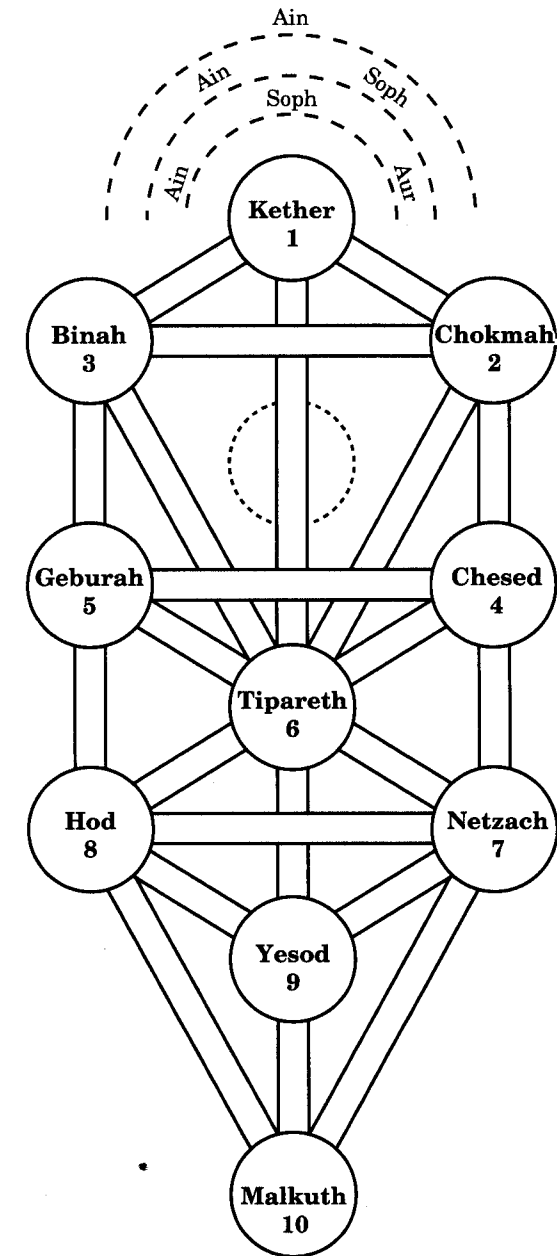 Ain
Ain Soph
Soph
Ain Aur
Kether
1
Binah
3
Chokmah
2
Geburah
5
Chesed
4
Tipareth
6
Hod
8
Netzach
7
Yesod
9
Malkuth
10